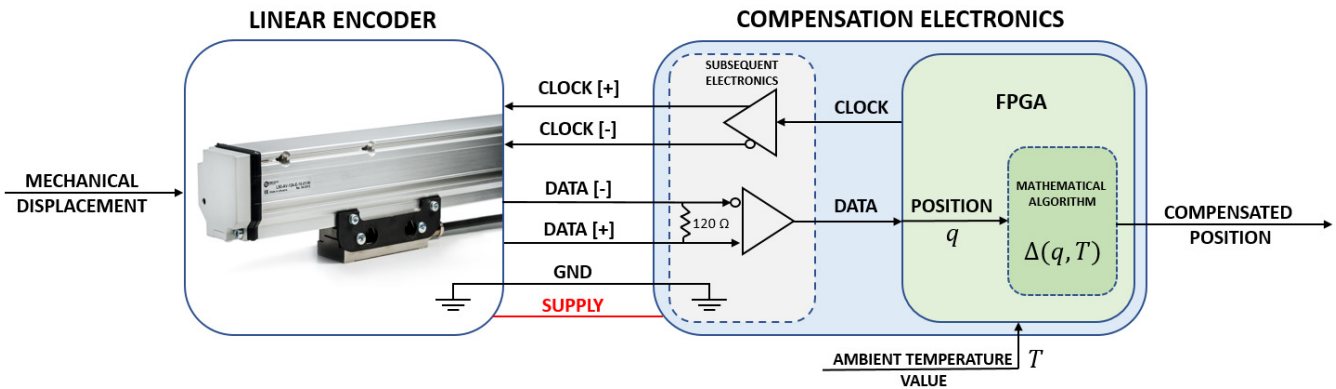 LINEAR ENCODER
COMPENSATION ELECTRONICS
SUBSEQUENT
ELECTRONICS
CLOCK [+]
CLOCK
FPGA
CLOCK [-]
MECHANICAL
DISPLACEMENT
DATA [-]
120 Ω
DATA [+]
DATA
POSITION
q
MATHEMATICAL
ALGORITHM
Δ(q, T)
COMPENSATED
POSITION
GND
SUPPLY
AMBIENT TEMPERATURE
VALUE
T